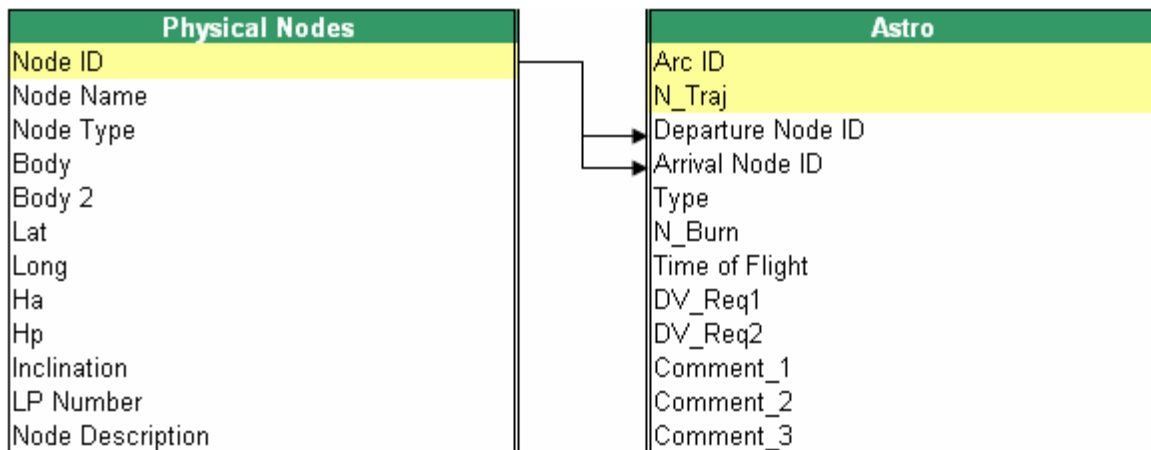 Physical Nodes
Node ID
Node Name
Node Type
Body
Body 2
Lat
Long
Ha
Hp
Inclination
LP Number
Node Description
Astro
Arc ID
N_Traj
Departure Node ID
Arrival Node ID
Type
N_Burn
Time of Flight
DV_Req1
DV_Req2
Comment_1
Comment_2
Comment_3